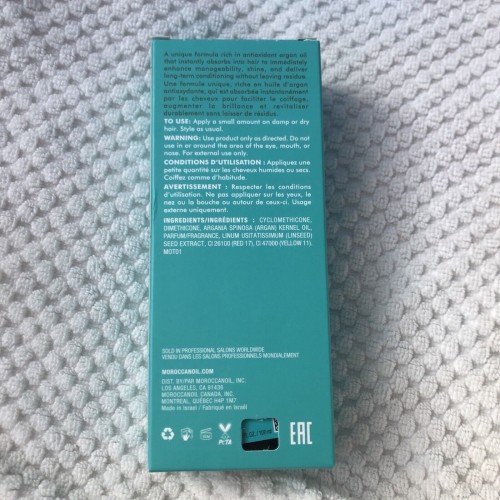 A unique formula rich in antioxidant argan oil
that instantly absorbs into hair to immediately
enhance manageability, shine, and deliver
long-term conditioning without leaving residue.
Une formule unique, riche en huile d'argan
antioxydante, qui est absorbée instantanément
par les cheveux pour faciliter le coiffage,
augmenter la brillance et revitaliser
durablement sans laisser de résidus.
TO USE: Apply a small amount on damp or dry
hair. Style as usual.
WARNING: Use product only as directed. Do not
use in or around the area of the eye, mouth, or
nose. For external use only.
CONDITIONS D'UTILISATION : Appliquez une
petite quantité sur les cheveux humides ou secs.
Coiffez comme d'habitude.
AVERTISSEMENT : Respecter les conditions
d'utilisation. Ne pas appliquer sur les yeux, le
nez ou la bouche ou autour de ceux-ci. Usage
externe uniquement.
INGREDIENTS/INGRÉDIENTS: CYCLOMETHICONE,
DIMETHICONE, ARGANIA SPINOSA (ARGAN) KERNEL OIL,
PARFUM/FRAGRANCE, LINUM USITATISSIMUM (LINSEED)
SEED EXTRACT, CI 26100 (RED 17), CI 47000 (YELLOW 11).
MOT01
SOLD IN PROFESSIONAL SALONS WORLDWIDE
VENDU DANS LES SALONS PROFESSIONNELS MONDIALEMENT
MOROCCANOIL.COM
DIST. BY/PAR MOROCCANOIL, INC.
LOS ANGELES, CA 91436
MOROCCANOIL CANADA, INC.
MONTREAL, QUÉBEC H4P 1M7
Made in Israel / Fabriqué en Israël
PETA
EAC